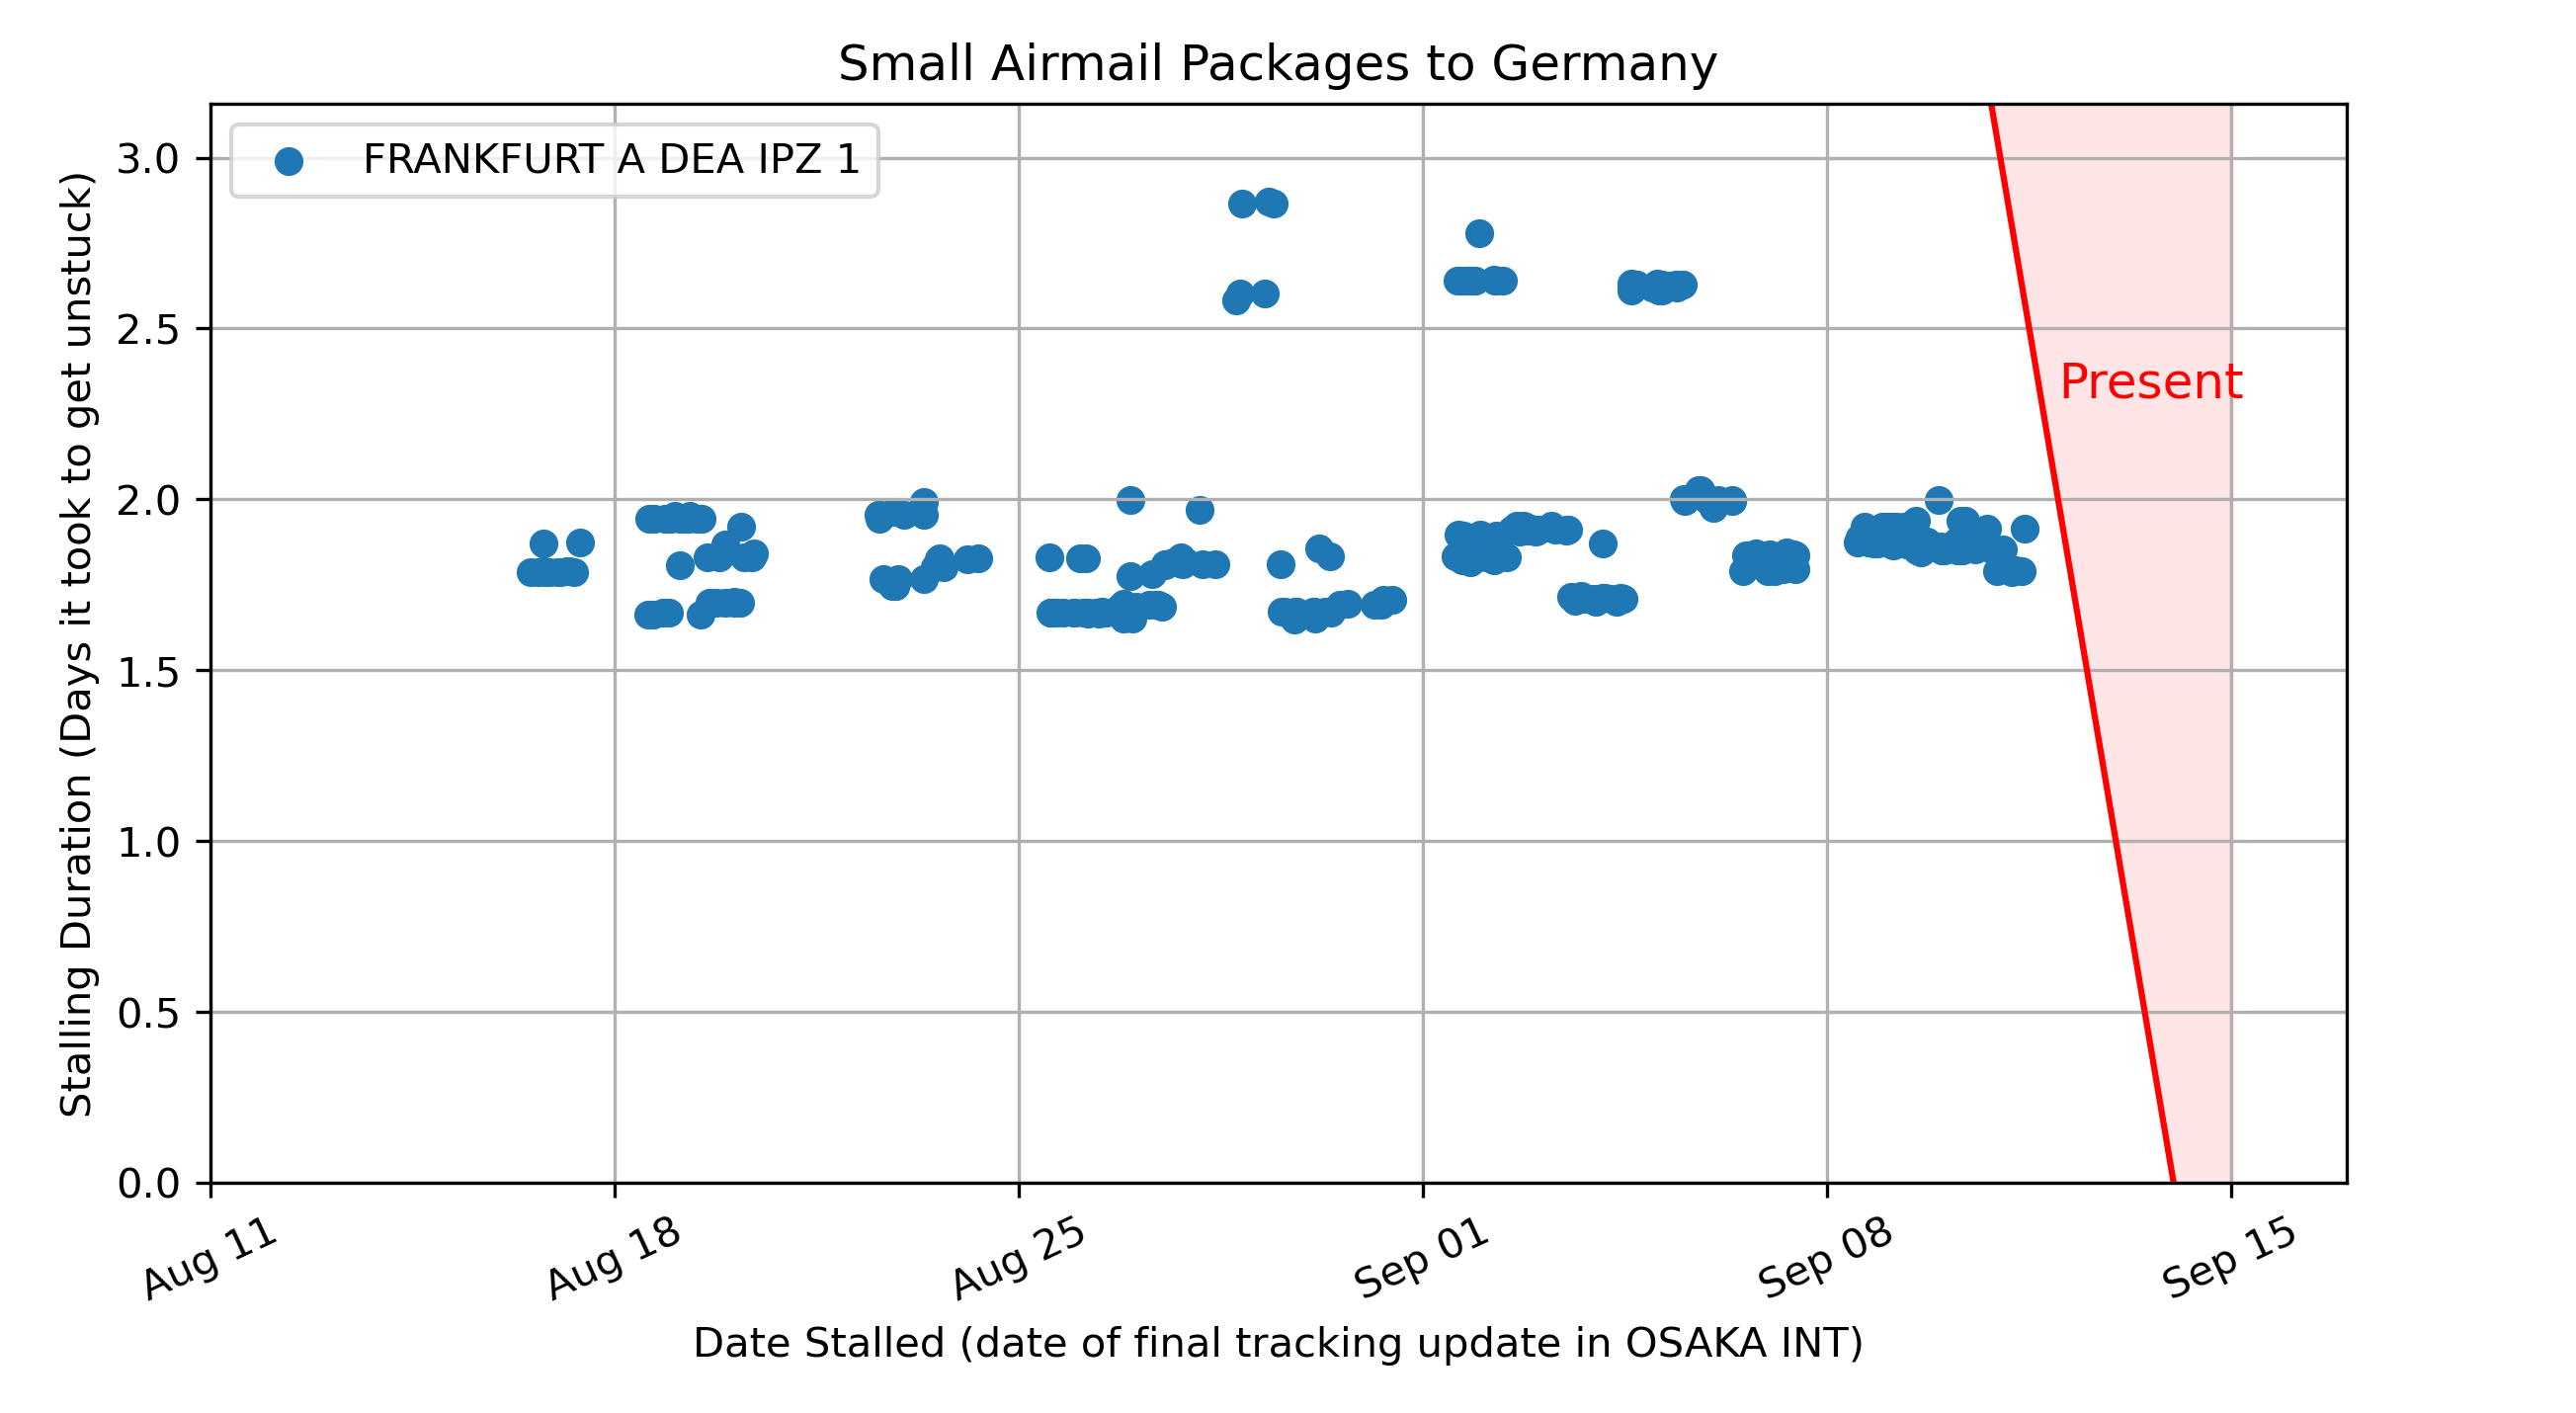 Small Airmail Packages to Germany
FRANKFURT A DEA IPZ 1
Present
Stalling Duration (Days it took to get unstuck)
3.0
2.5
2.0
1.5
1.0
0.5
0.0
Aug 11
Aug 18
Aug 25
Sep 01
Sep 08
Sep 15
Date Stalled (date of final tracking update in OSAKA INT)